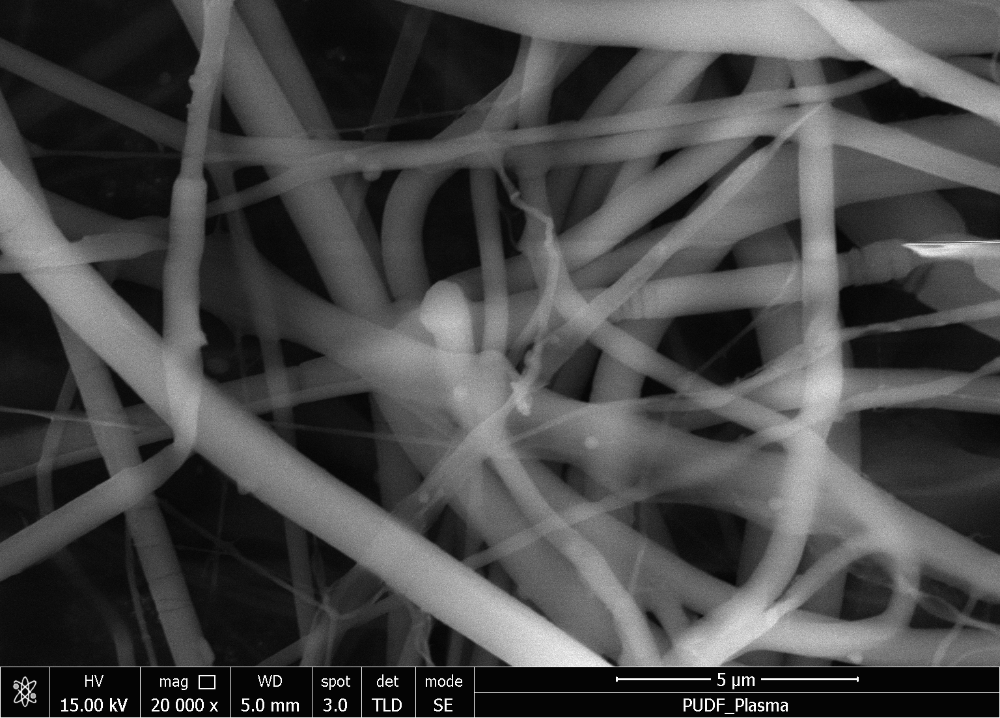 HV
mag
WD
spot
det
mode
5 µm
15.00 kV
20 000 x
5.0 mm
3.0
TLD
SE
PUDF_Plasma